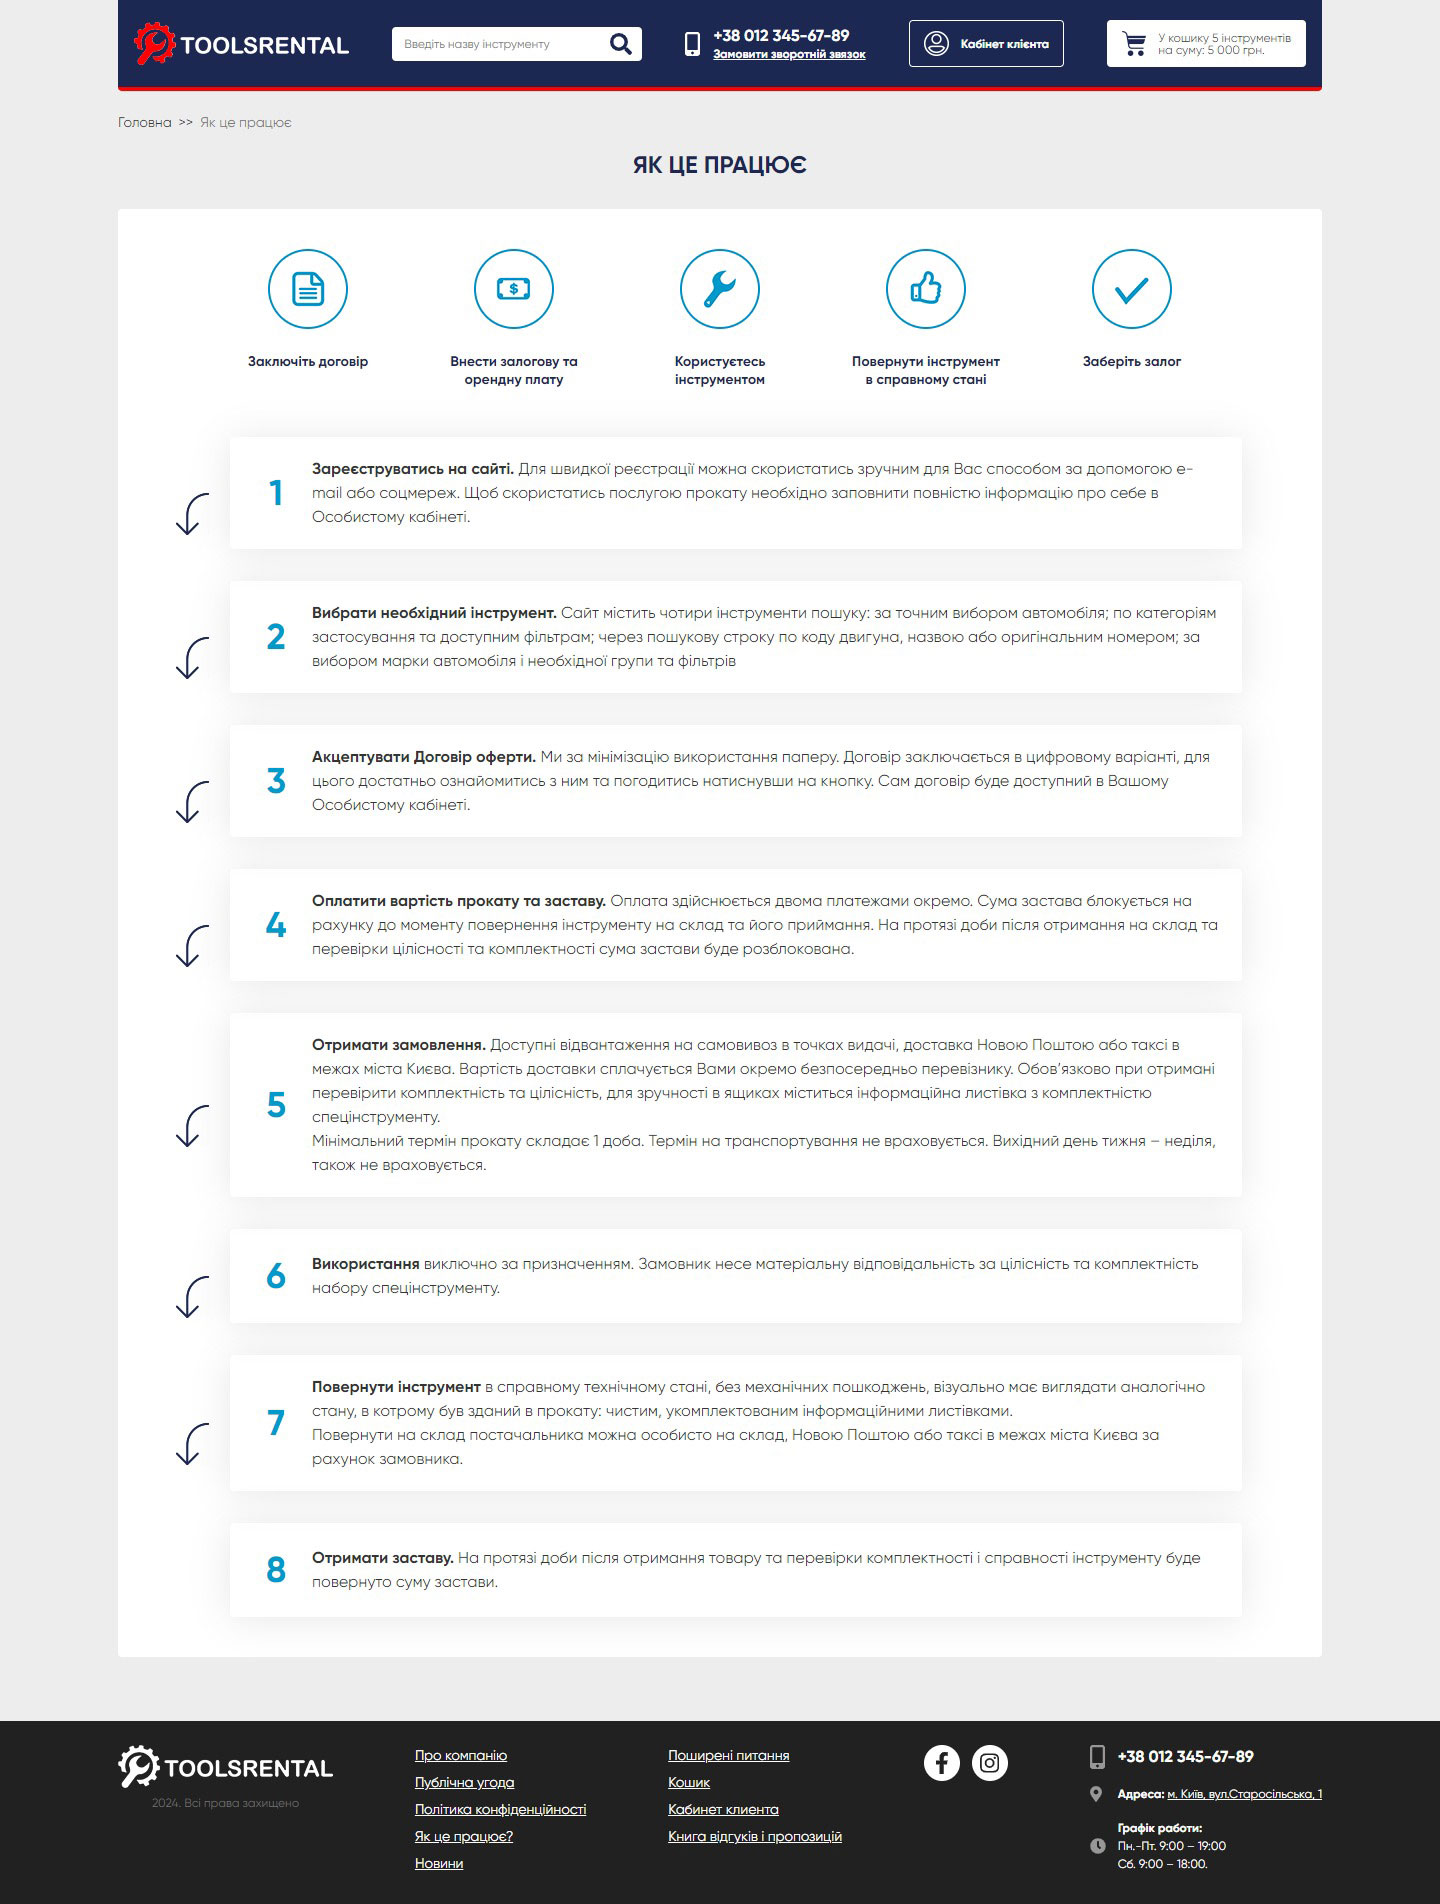 TOOLSRENTAL
Введіть назву інструменту
+38 012 345-67-89
Замовити зворотній звязок
Кабінет клієнта
У кошику 5 інструментів
на суму: 5 000 грн.
Головна >> Як це працює
ЯК ЦЕ ПРАЦЮЄ
$
Заключіть договір
Внести залогову та
орендну плату
Користуєтесь
інструментом
Повернути інструмент
в справному стані
Заберіть залог
1
Зареєструватись на сайті. Для швидкої реєстрації можна скористатись зручним для Вас способом за допомогою e-
mail або соцмереж. Щоб скористатись послугою прокату необхідно заповнити повністю інформацію про себе в
Особистому кабінеті.
2
Вибрати необхідний інструмент. Сайт містить чотири інструменти пошуку: за точним вибором автомобіля; по категоріям
застосування та доступним фільтрам; через пошукову строку по коду двигуна, назвою або оригінальним номером; за
вибором марки автомобіля і необхідної групи та фільтрів
3
Акцептувати Договір оферти. Ми за мінімізацію використання паперу. Договір заключається в цифровому варіанті, для
цього достатньо ознайомитись з ним та погодитись натиснувши на кнопку. Сам договір буде доступний в Вашому
Особистому кабінеті.
4
Оплатити вартість прокату та заставу. Оплата здійснюється двома платежами окремо. Сума застава блокується на
рахунку до моменту повернення інструменту на склад та його приймання. На протязі доби після отримання на склад та
перевірки цілісності та комплектності сума застави буде розблокована.
5
Отримати замовлення. Доступні відвантаження на самовивоз в точках видачі, доставка Новою Поштою або таксі в
межах міста Києва. Вартість доставки сплачується Вами окремо безпосередньо перевізнику. Обов’язково при отримані
перевірити комплектність та цілісність, для зручності в ящиках міститься інформаційна листівка з комплектністю
спецінструменту.
Мінімальний термін прокату складає 1 доба. Термін на транспортування не враховується. Вихідний день тижня – неділя,
також не враховується.
6
Використання виключно за призначенням. Замовник несе матеріальну відповідальність за цілісність та комплектність
набору спецінструменту.
7
Повернути інструмент в справному технічному стані, без механічних пошкоджень, візуально має виглядати аналогічно
стану, в котрому був зданий в прокату: чистим, укомплектованим інформаційними листівками.
Повернути на склад постачальника можна особисто на склад, Новою Поштою або таксі в межах міста Києва за
рахунок замовника.
8
Отримати заставу. На протязі доби після отримання товару та перевірки комплектності і справності інструменту буде
повернуто суму застави.
TOOLSRENTAL
2024. Всі права захищено
Про компанію
Публічна угода
Політика конфіденційності
Як це працює?
Новини
Поширені питання
Кошик
Кабинет клиента
Книга відгуків і пропозицій
+38 012 345-67-89
Адреса: м. Київ, вул.Старосільська, 1
Графік работи:
Пн.-Пт. 9:00 – 19:00
Сб. 9:00 – 18:00.